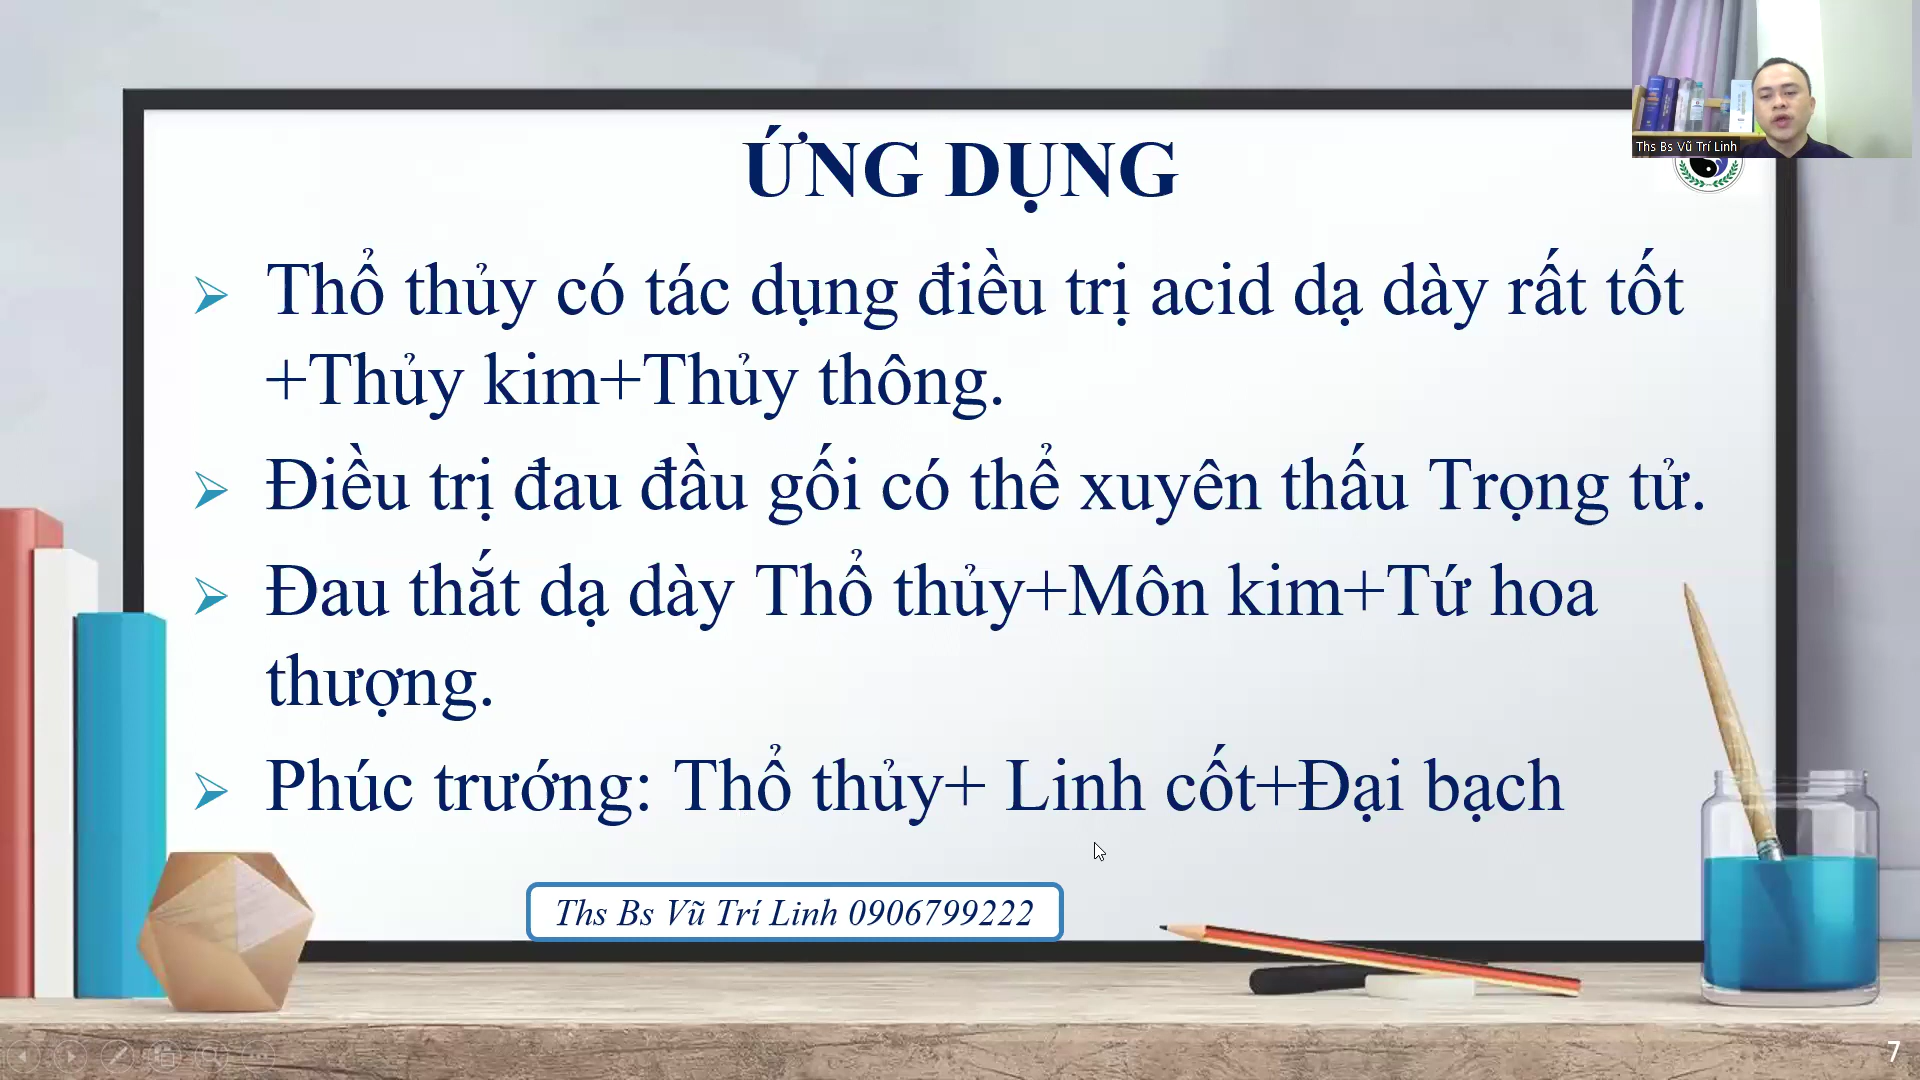 Ths Bs Vũ Trí Linh
ỨNG DỤNG
Thổ thủy có tác dụng điều trị acid dạ dày rất tốt
+Thủy kim+Thủy thông.
Điều trị đau đầu gối có thể xuyên thấu Trọng tử.
Đau thắt dạ dày Thổ thủy+Môn kim+Tứ hoa
thượng.
Phúc trướng: Thổ thủy+ Linh cốt+Đại bạch
Ths Bs Vũ Trí Linh 0906799222
7